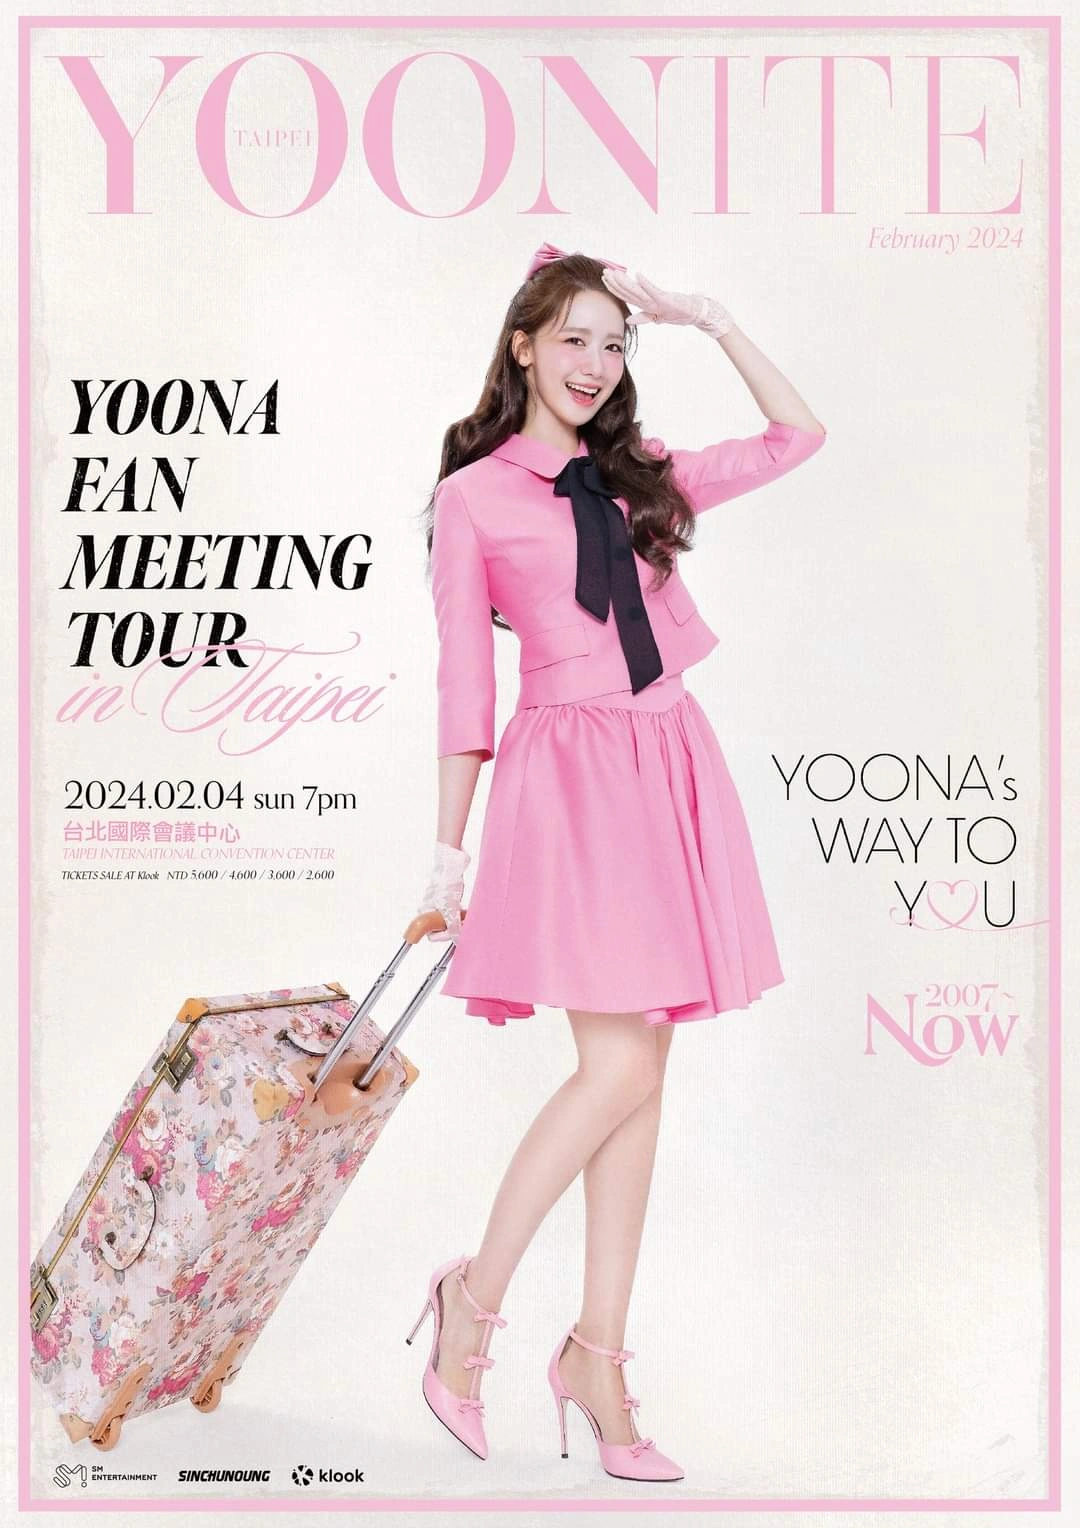 YOONITE
TAIPEI
February 2024
YOONA
FAN
MEETING
TOUR
in Taipei
2024.02.04 sun 7pm
台北國際會議中心
TAIPEI INTERNATIONAL CONVENTION CENTER
TICKETS SALE AT Klook NTD 5,600 / 4,600 / 3,600 / 2,600
YOONA's
WAY TO
Y♡U
2007~
Now
SM
ENTERTAINMENT
SINCHUNOUNG
klook